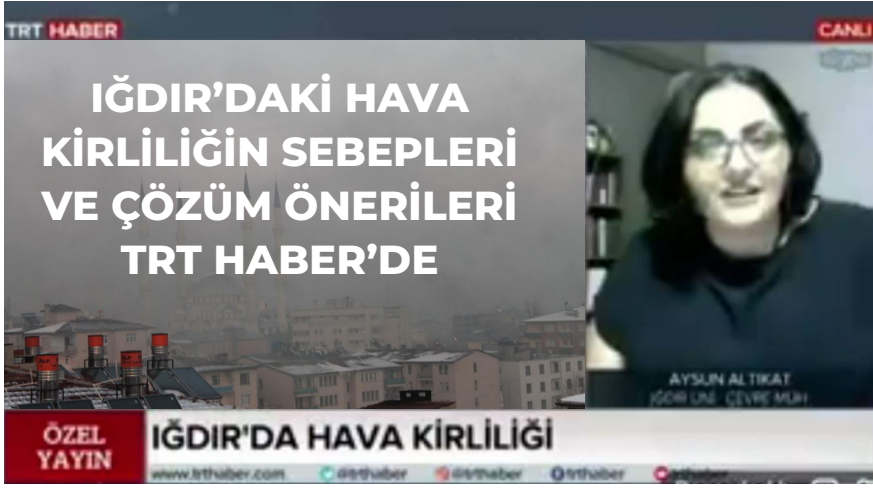 TRT HABER
CANLI
IĞDIR’DAKİ HAVA
KİRLİLİĞİN SEBEPLERİ
VE ÇÖZÜM ÖNERİLERİ
TRT HABER’DE
AYSUN ALTIKAT
IĞDIR ÜNİ. ÇEVRE MÜH
ÖZEL
YAYIN
IĞDIR'DA HAVA KİRLİLİĞİ
www.trthaber.com @trthaber @trthaber @trthaber